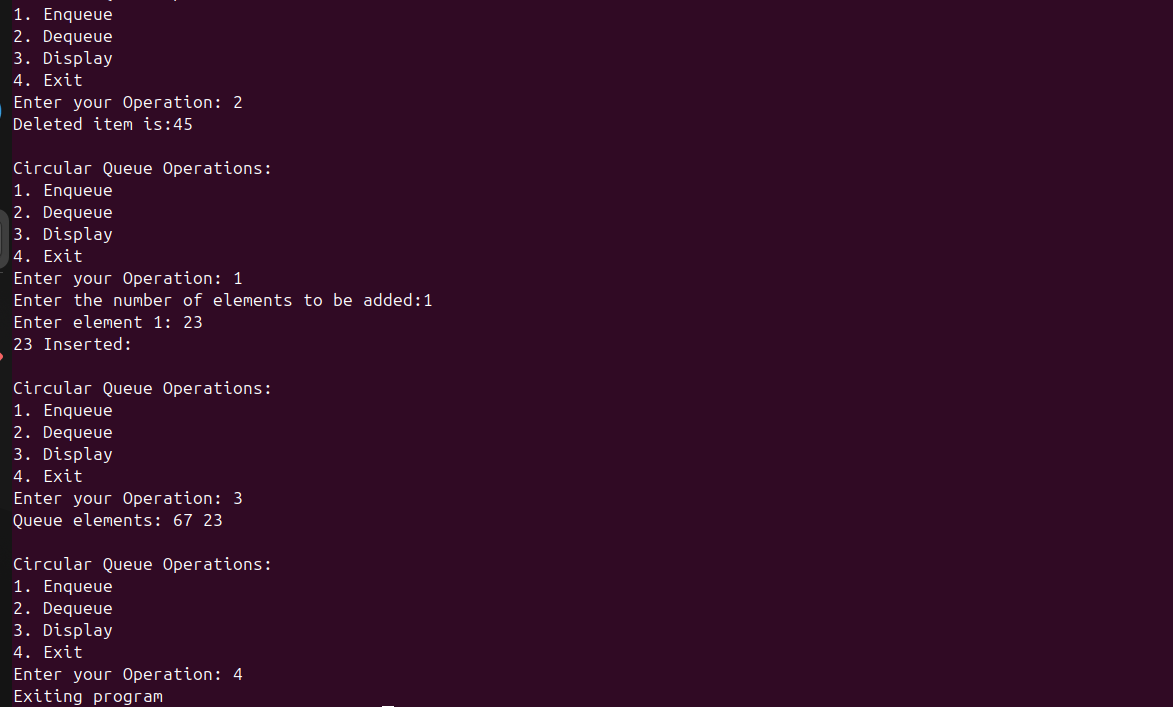 1. Enqueue
2. Dequeue
3. Display
4. Exit
Enter your Operation: 2
Deleted item is:45
Circular Queue Operations:
1. Enqueue
2. Dequeue
3. Display
4. Exit
Enter your Operation: 1
Enter the number of elements to be added:1
Enter element 1: 23
23 Inserted:
Circular Queue Operations:
1. Enqueue
2. Dequeue
3. Display
4. Exit
Enter your Operation: 3
Queue elements: 67 23
Circular Queue Operations:
1. Enqueue
2. Dequeue
3. Display
4. Exit
Enter your Operation: 4
Exiting program